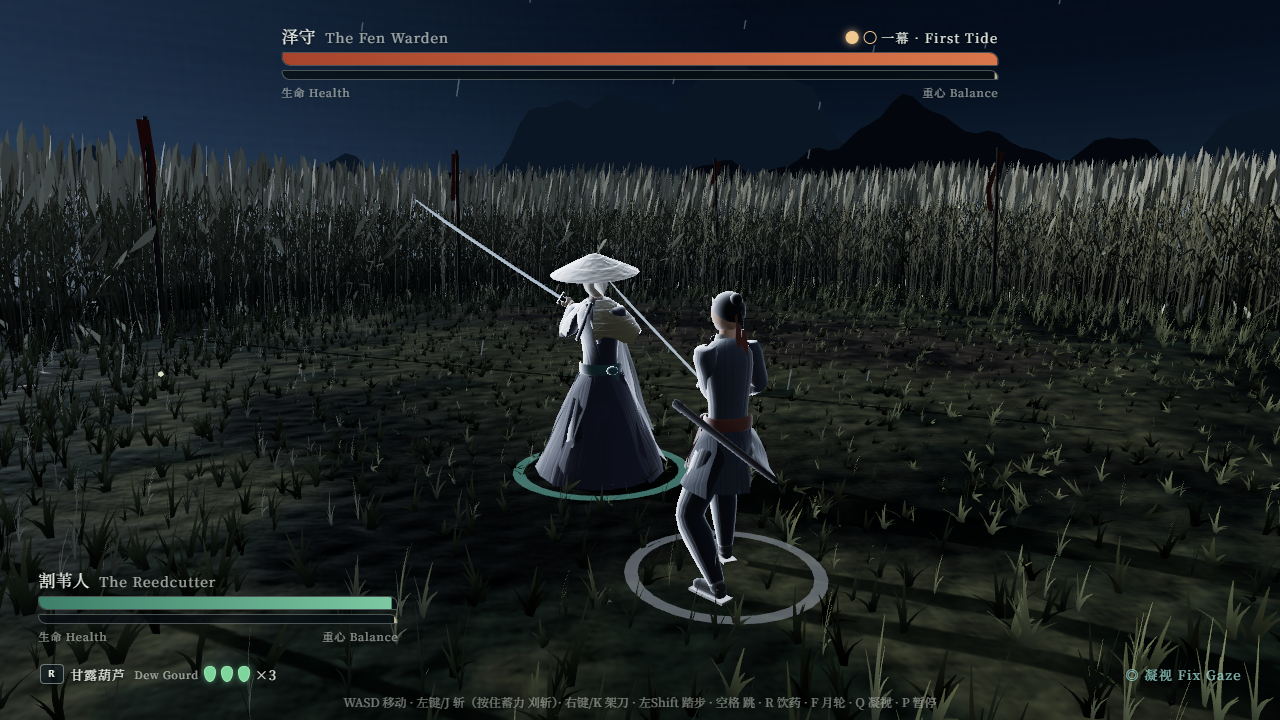 泽守 The Fen Warden
一幕 · First Tide
生命 Health
重心 Balance
割苇人 The Reedcutter
生命 Health
重心 Balance
R 甘露葫芦 Dew Gourd ×3
凝视 Fix Gaze
WASD 移动 · 左键/J 斩（按住蓄力 刈斩）· 右键/K 架刀 · 左Shift 踏步 · 空格 跳 · R 饮药 · F 月轮 · Q 凝视 · P 暂停